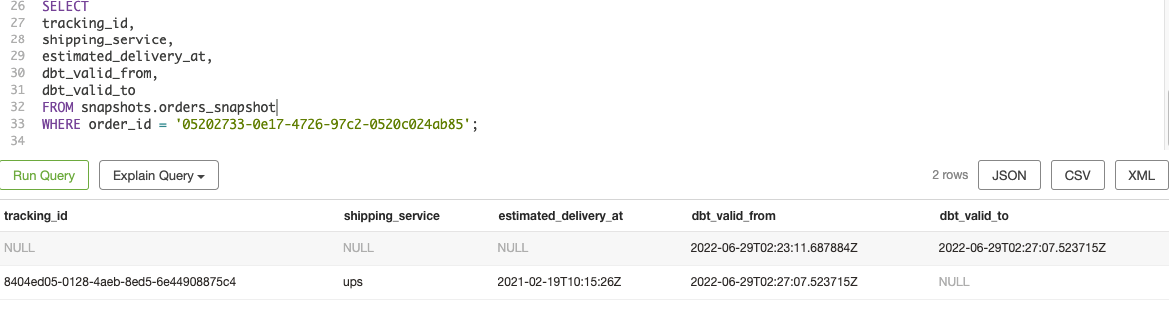 26 SELECT
27 tracking_id,
28 shipping_service,
29 estimated_delivery_at,
30 dbt_valid_from,
31 dbt_valid_to
32 FROM snapshots.orders_snapshot
33 WHERE order_id = '05202733-0e17-4726-97c2-0520c024ab85';
34
Run Query Explain Query 2 rows JSON CSV XML
tracking_id shipping_service estimated_delivery_at dbt_valid_from dbt_valid_to
NULL NULL NULL 2022-06-29T02:23:11.687884Z 2022-06-29T02:27:07.523715Z
8404ed05-0128-4aeb-8ed5-6e44908875c4 ups 2021-02-19T10:15:26Z 2022-06-29T02:27:07.523715Z NULL